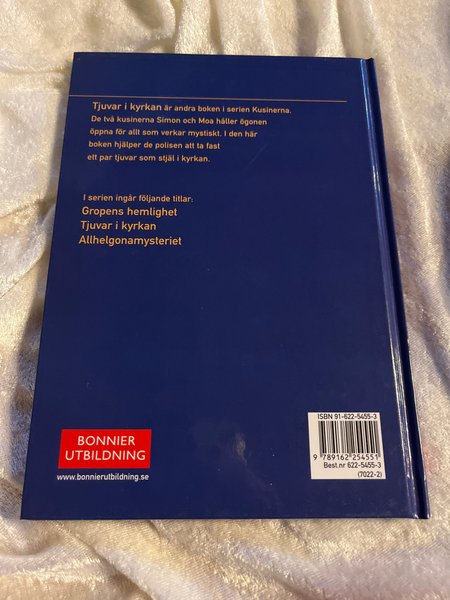 Tjuvar i kyrkan är andra boken i serien Kusinerna.
De två kusinerna Simon och Moa håller ögonen
öppna för allt som verkar mystiskt. I den här
boken hjälper de polisen att ta fast
ett par tjuvar som stjäl i kyrkan.
I serien ingår följande titlar:
Gropens hemlighet
Tjuvar i kyrkan
Allhelgonamysteriet
BONNIER
UTBILDNING
www.bonnierutbildning.se
ISBN 91-622-5455-3
9 789162 254551
Best.nr 622-5455-3
(7022-2)